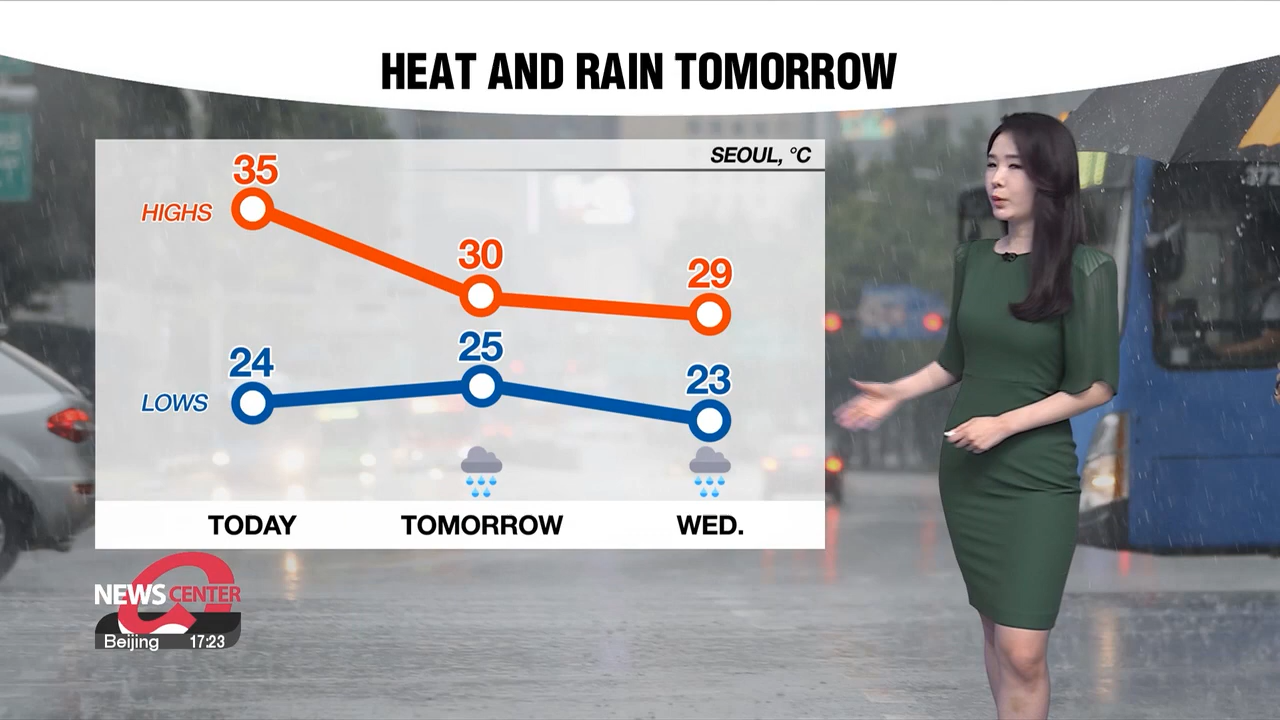 HEAT AND RAIN TOMORROW
SEOUL, °C
HIGHS
35
30
29
LOWS
24
25
23
TODAY
TOMORROW
WED.
NEWS CENTER
Beijing 17:23
372